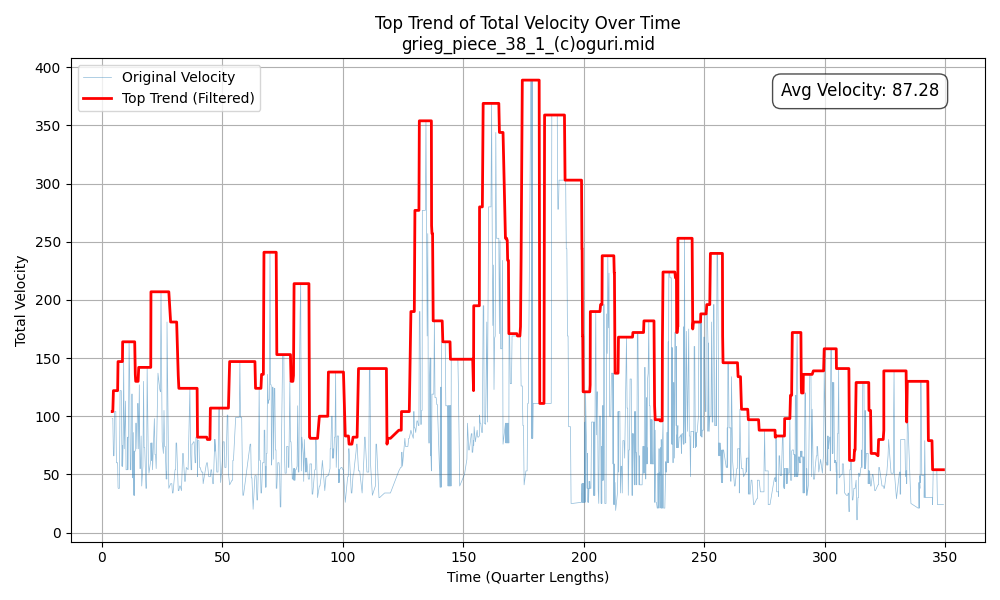 Top Trend of Total Velocity Over Time
grieg_piece_38_1_(c)oguri.mid
Original Velocity
Top Trend (Filtered)
Avg Velocity: 87.28
400
350
300
250
200
150
100
50
0
Total Velocity
0 50 100 150 200 250 300 350
Time (Quarter Lengths)